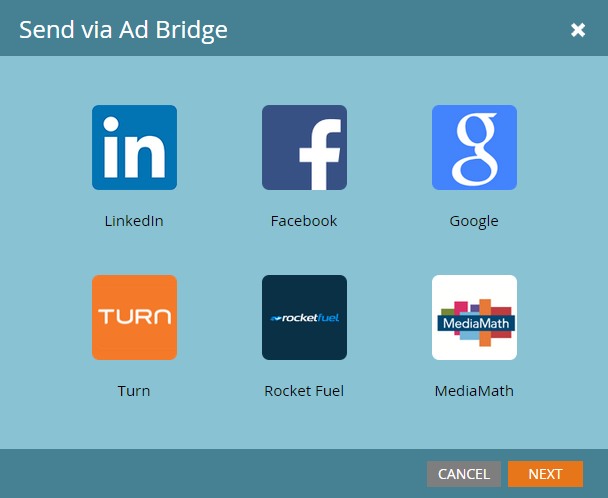 Send via Ad Bridge
in
f
g
LinkedIn
Facebook
Google
TURN
rocketfuel
MediaMath
Turn
Rocket Fuel
MediaMath
CANCEL
NEXT